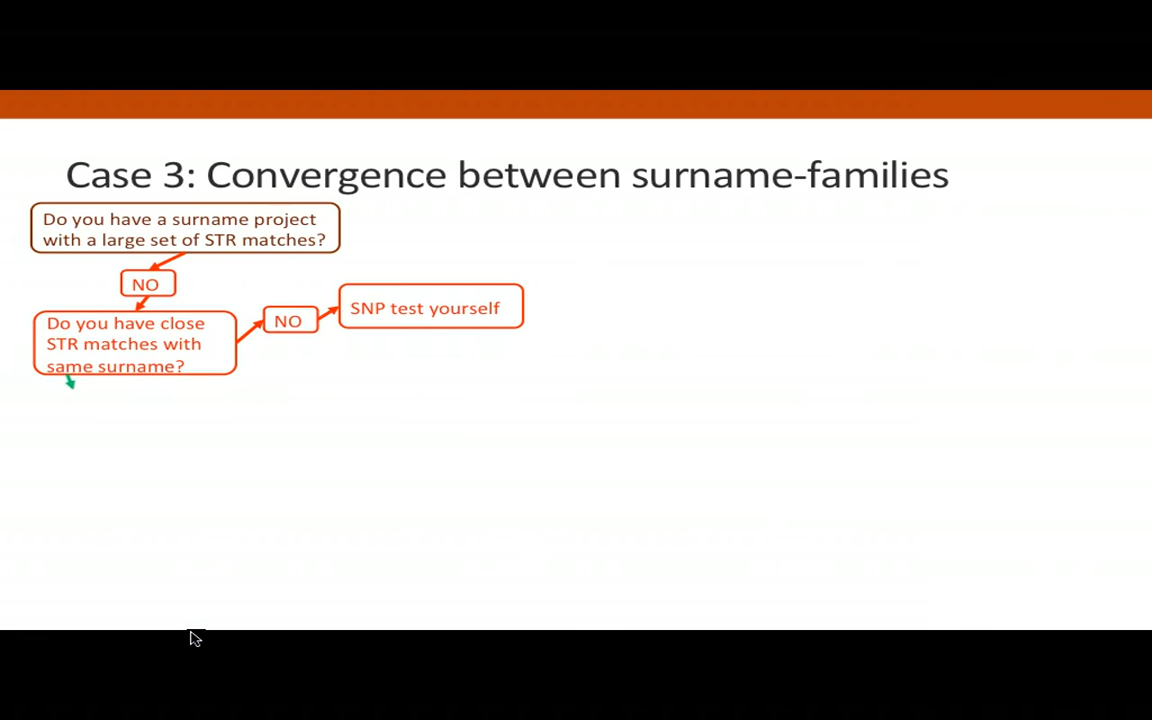 Case 3: Convergence between surname-families
Do you have a surname project
with a large set of STR matches?
NO
Do you have close
STR matches with
same surname?
NO
SNP test yourself